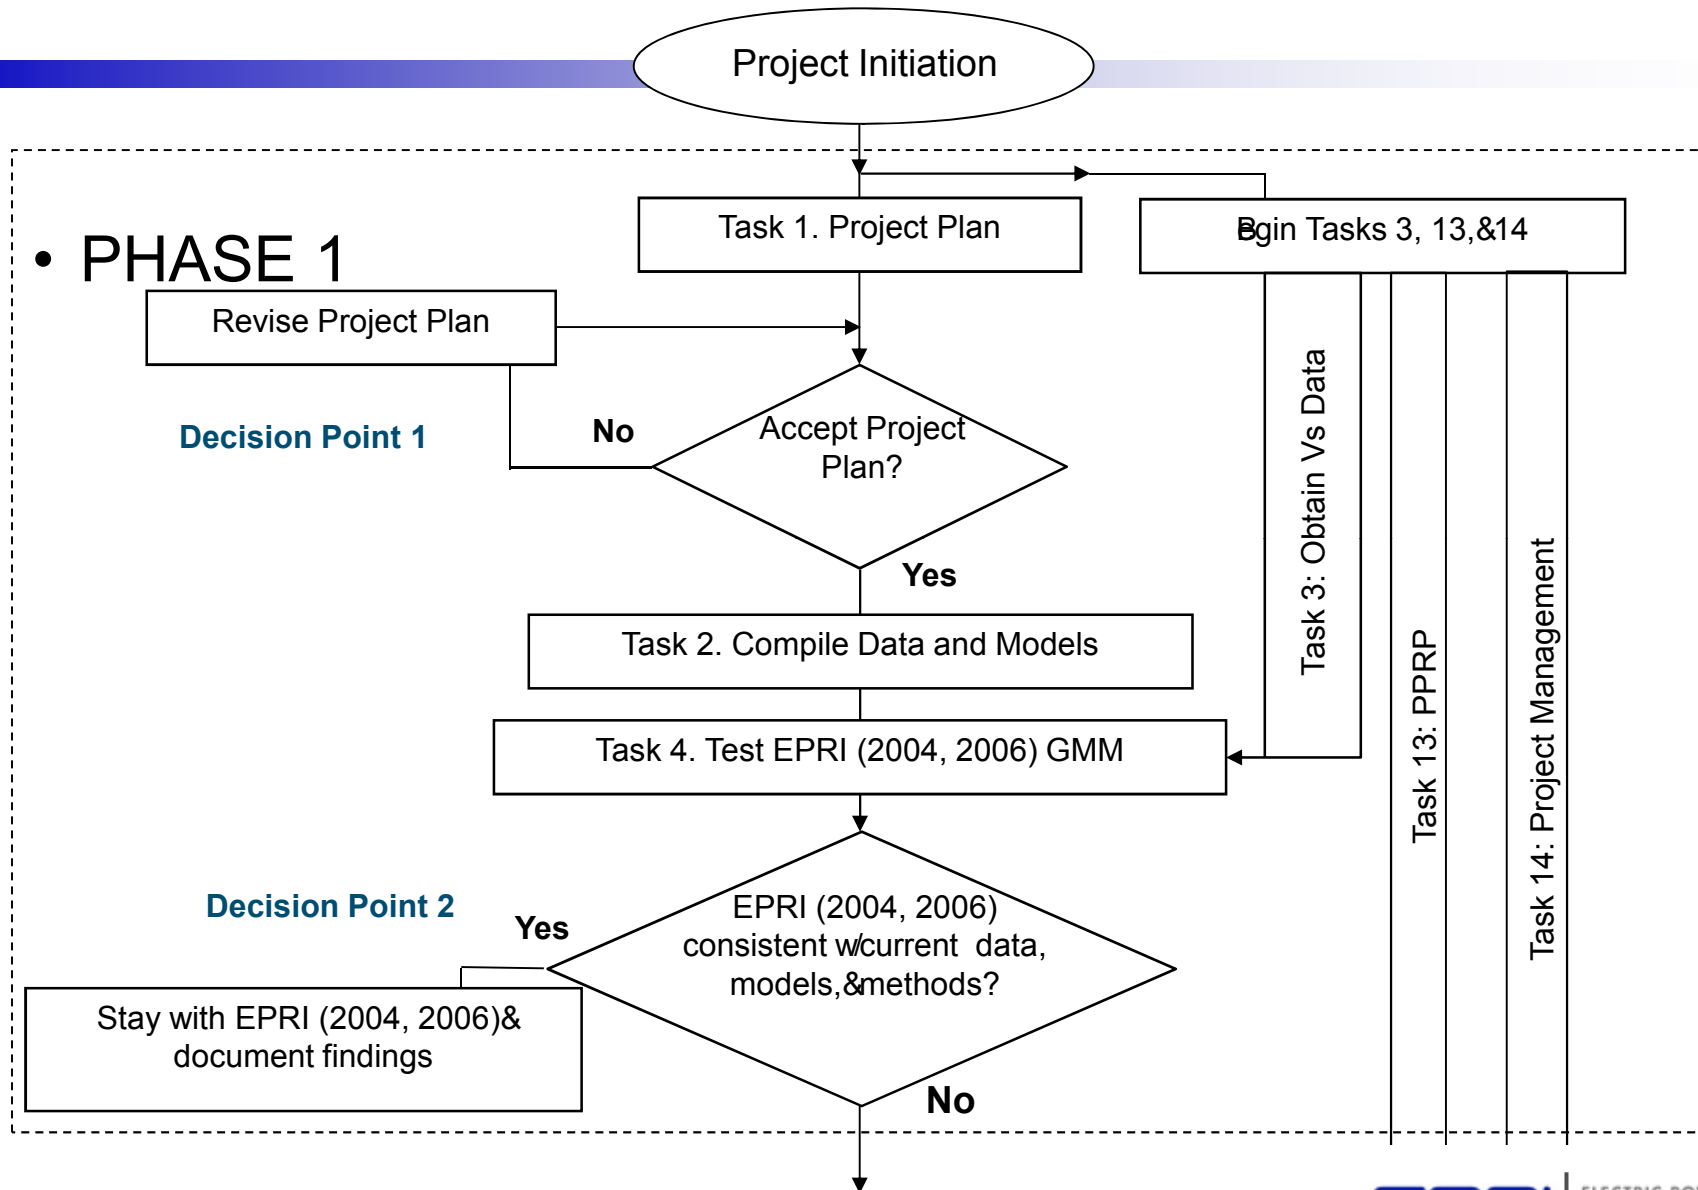 Project Initiation
• PHASE 1
Task 1. Project Plan
Begin Tasks 3, 13,&14
Revise Project Plan
Decision Point 1
No
Accept Project
Plan?
Yes
Task 2. Compile Data and Models
Task 4. Test EPRI (2004, 2006) GMM
Task 3: Obtain Vs Data
Task 13: PPRP
Task 14: Project Management
Decision Point 2
Yes
EPRI (2004, 2006)
consistent w/current data,
models,&methods?
Stay with EPRI (2004, 2006)&
document findings
No